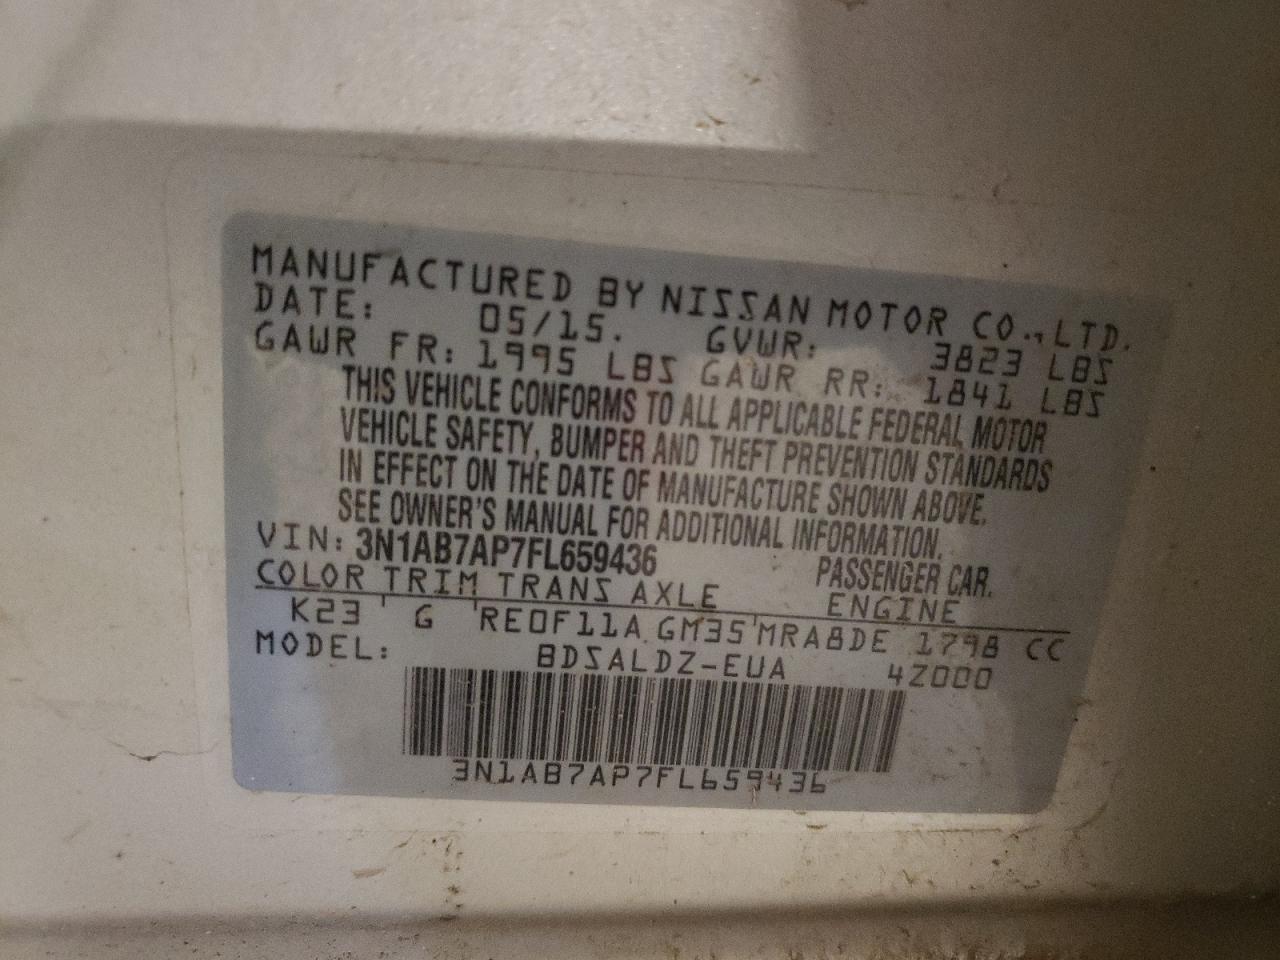 MANUFACTURED BY NISSAN MOTOR CO., LTD.
DATE: 05/15. GVWR: 3823 LBS
GAWR FR: 1995 LBS GAWR RR: 1841 LBS
THIS VEHICLE CONFORMS TO ALL APPLICABLE FEDERAL MOTOR
VEHICLE SAFETY, BUMPER AND THEFT PREVENTION STANDARDS
IN EFFECT ON THE DATE OF MANUFACTURE SHOWN ABOVE.
SEE OWNER'S MANUAL FOR ADDITIONAL INFORMATION.
VIN: 3N1AB7AP7FL659436 PASSENGER CAR.
COLOR TRIM TRANS AXLE ENGINE
K23 G RE0F11A GM35 MRA8DE 1798 CC
MODEL: BDSALDZ-EUA 4Z000
3N1AB7AP7FL659436